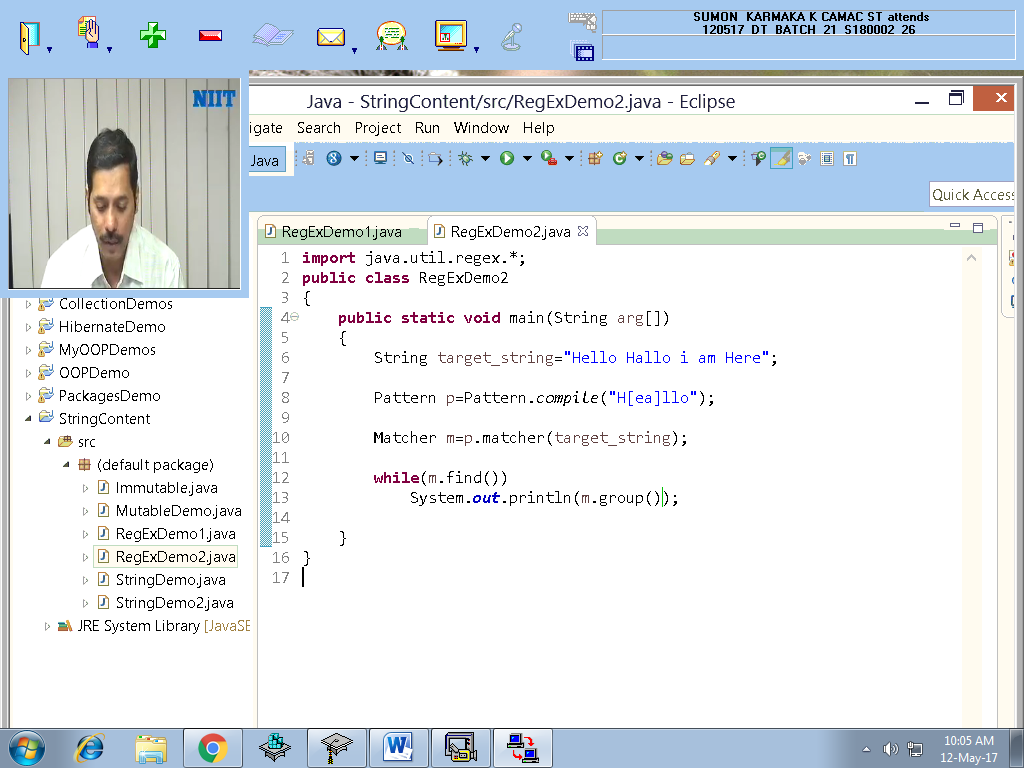 SUMON KARMAKA K CAMAC ST attends
120517 DT BATCH 21 S180002 26
NIIT
Java - StringContent/src/RegExDemo2.java - Eclipse
igate Search Project Run Window Help
Java
Quick Access
RegExDemo1.java
RegExDemo2.java
1 import java.util.regex.*;
2 public class RegExDemo2
3 {
4 public static void main(String arg[])
5 {
6 String target_string="Hello Hallo i am Here";
7
8 Pattern p=Pattern.compile("H[ea]llo");
9
10 Matcher m=p.matcher(target_string);
11
12 while(m.find())
13 System.out.println(m.group());
14
15 }
16 }
17
CollectionDemos
HibernateDemo
MyOOPDemos
OOPDemo
PackagesDemo
StringContent
src
(default package)
Immutable.java
MutableDemo.java
RegExDemo1.java
RegExDemo2.java
StringDemo.java
StringDemo2.java
JRE System Library [JavaSE
10:05 AM
12-May-17